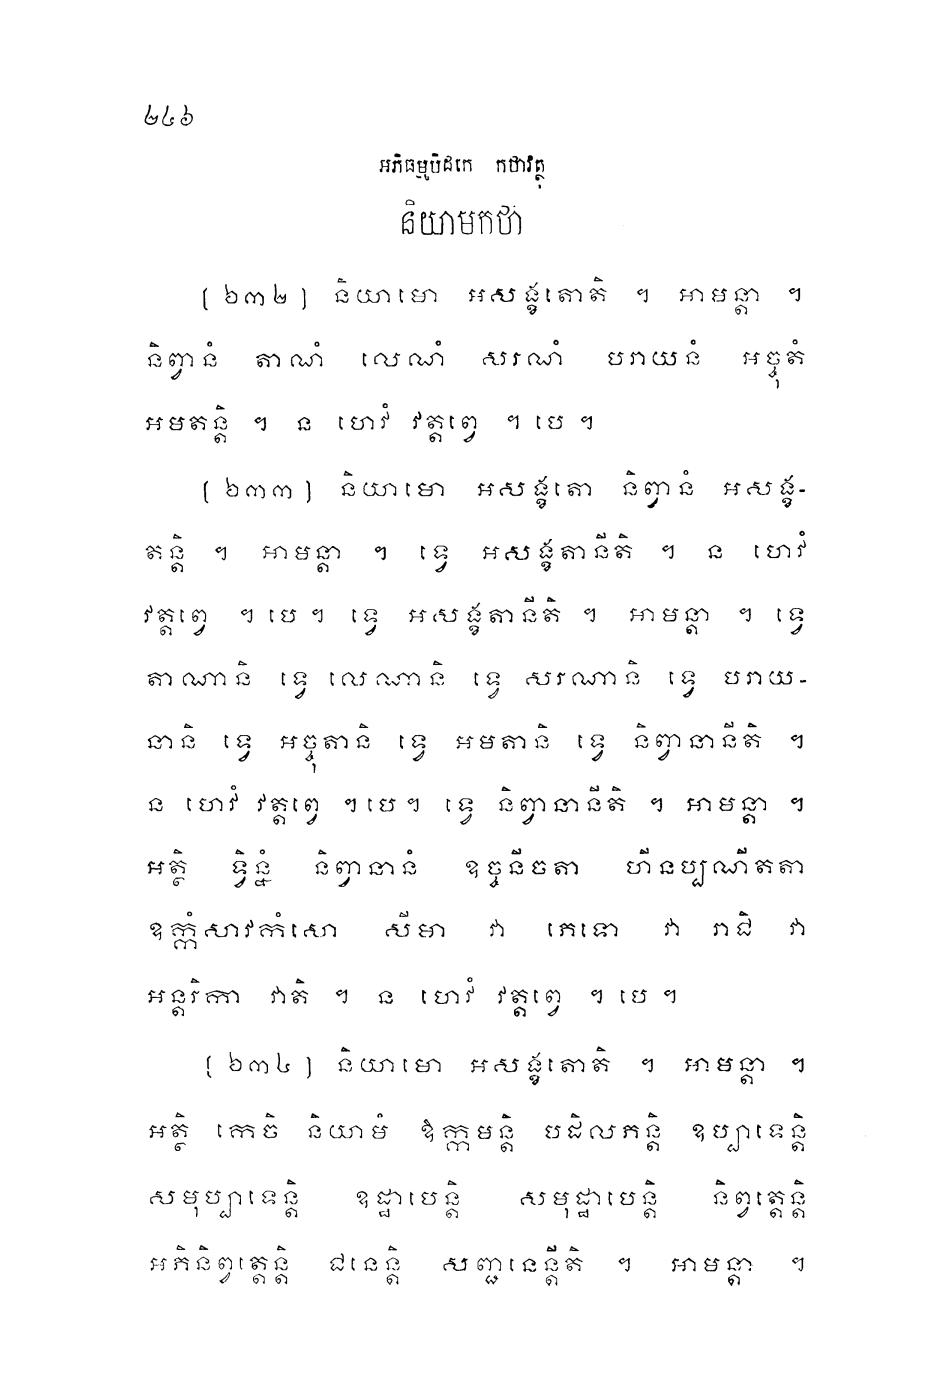 ២៤៦
អភិធម្មបិដកេ កថាវត្ថុ
និយាមកថា
( ៦៣២ ) និយាមោ អសង្ខតោតិ ។ អាមន្តា ។
និព្វានំ តាណំ លេណំ សរណំ បរាយនំ អច្ចុតំ
អមតន្តិ ។ ន ហេវំ វត្តព្វេ ។ បេ ។
( ៦៣៣ ) និយាមោ អសង្ខតោ និព្វានំ អសង្ខ-
តន្តិ ។ អាមន្តា ។ ទ្វេ អសង្ខតានីតិ ។ ន ហេវំ
វត្តព្វេ ។ បេ ។ ទ្វេ អសង្ខតានីតិ ។ អាមន្តា ។ ទ្វេ
តាណានិ ទ្វេ លេណានិ ទ្វេ សរណានិ ទ្វេ បរាយ-
នានិ ទ្វេ អច្ចុតានិ ទ្វេ អមតានិ ទ្វេ និព្វានានីតិ ។
ន ហេវំ វត្តព្វេ ។ បេ ។ ទ្វេ និព្វានានីតិ ។ អាមន្តា ។
អត្ថិ ទ្វិន្នំ និព្វានានំ ឧច្ចនីចតា ហីនប្បណីតតា
ឧក្កំសាវកំសោ សីមា វា ភេទោ វា រាជិ វា
អន្តរិកា វាតិ ។ ន ហេវំ វត្តព្វេ ។ បេ ។
( ៦៣៤ ) និយាមោ អសង្ខតោតិ ។ អាមន្តា ។
អត្ថិ កេចិ និយាមំ ឱក្កមន្តិ បដិលភន្តិ ឧប្បាទេន្តិ
សមុប្បាទេន្តិ ឧដ្ឋាបេន្តិ សមុដ្ឋាបេន្តិ និព្វត្តេន្តិ
អភិនិព្វត្តេន្តិ ជនេន្តិ សញ្ជនេន្តីតិ ។ អាមន្តា ។